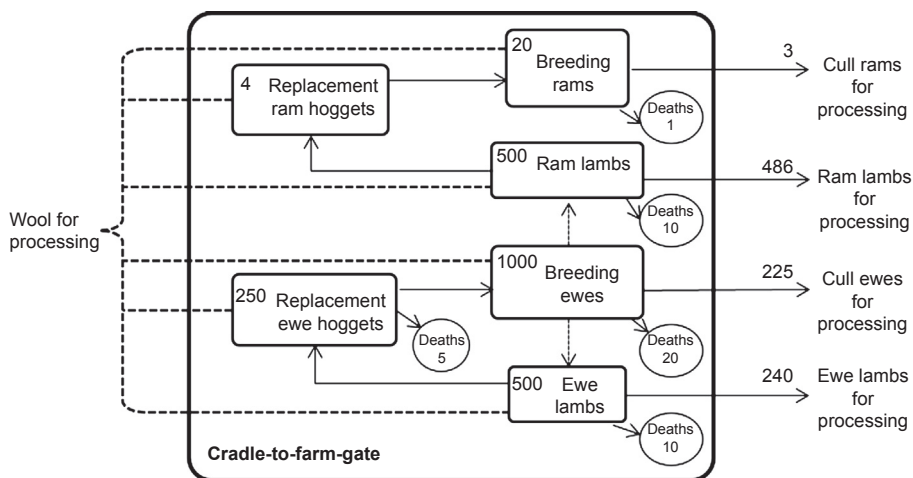 20
Breeding
rams
3
Cull rams
for
processing
4
Replacement
ram hoggets
Deaths
1
500
Ram lambs
486
Ram lambs
for
processing
Deaths
10
Wool for
processing
1000
Breeding
ewes
225
Cull ewes
for
processing
250
Replacement
ewe hoggets
Deaths
5
Deaths
20
500
Ewe
lambs
240
Ewe lambs
for
processing
Deaths
10
Cradle-to-farm-gate